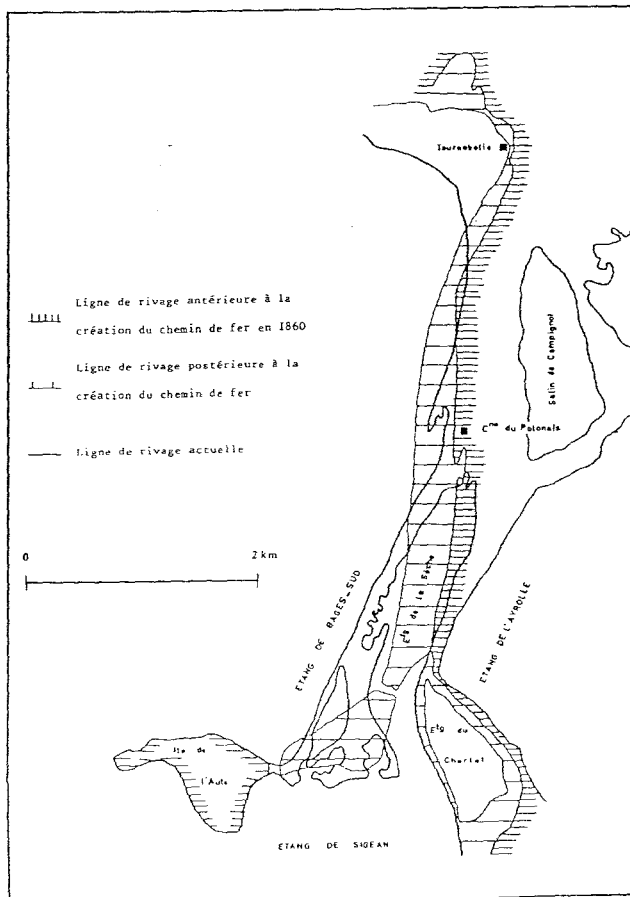 Tournebelle
Ligne de rivage antérieure à la
création du chemin de fer en 1860
Ligne de rivage postérieure à la
création du chemin de fer
Ligne de rivage actuelle
0 2 km
Salin de Campignol
Cne du Polonais
Etg de la Sèche
ETANG DE BAGES-SUD
ETANG DE L'AYROLLE
Ile de
l'Aute
Etg du
Charlot
ETANG DE SIGEAN